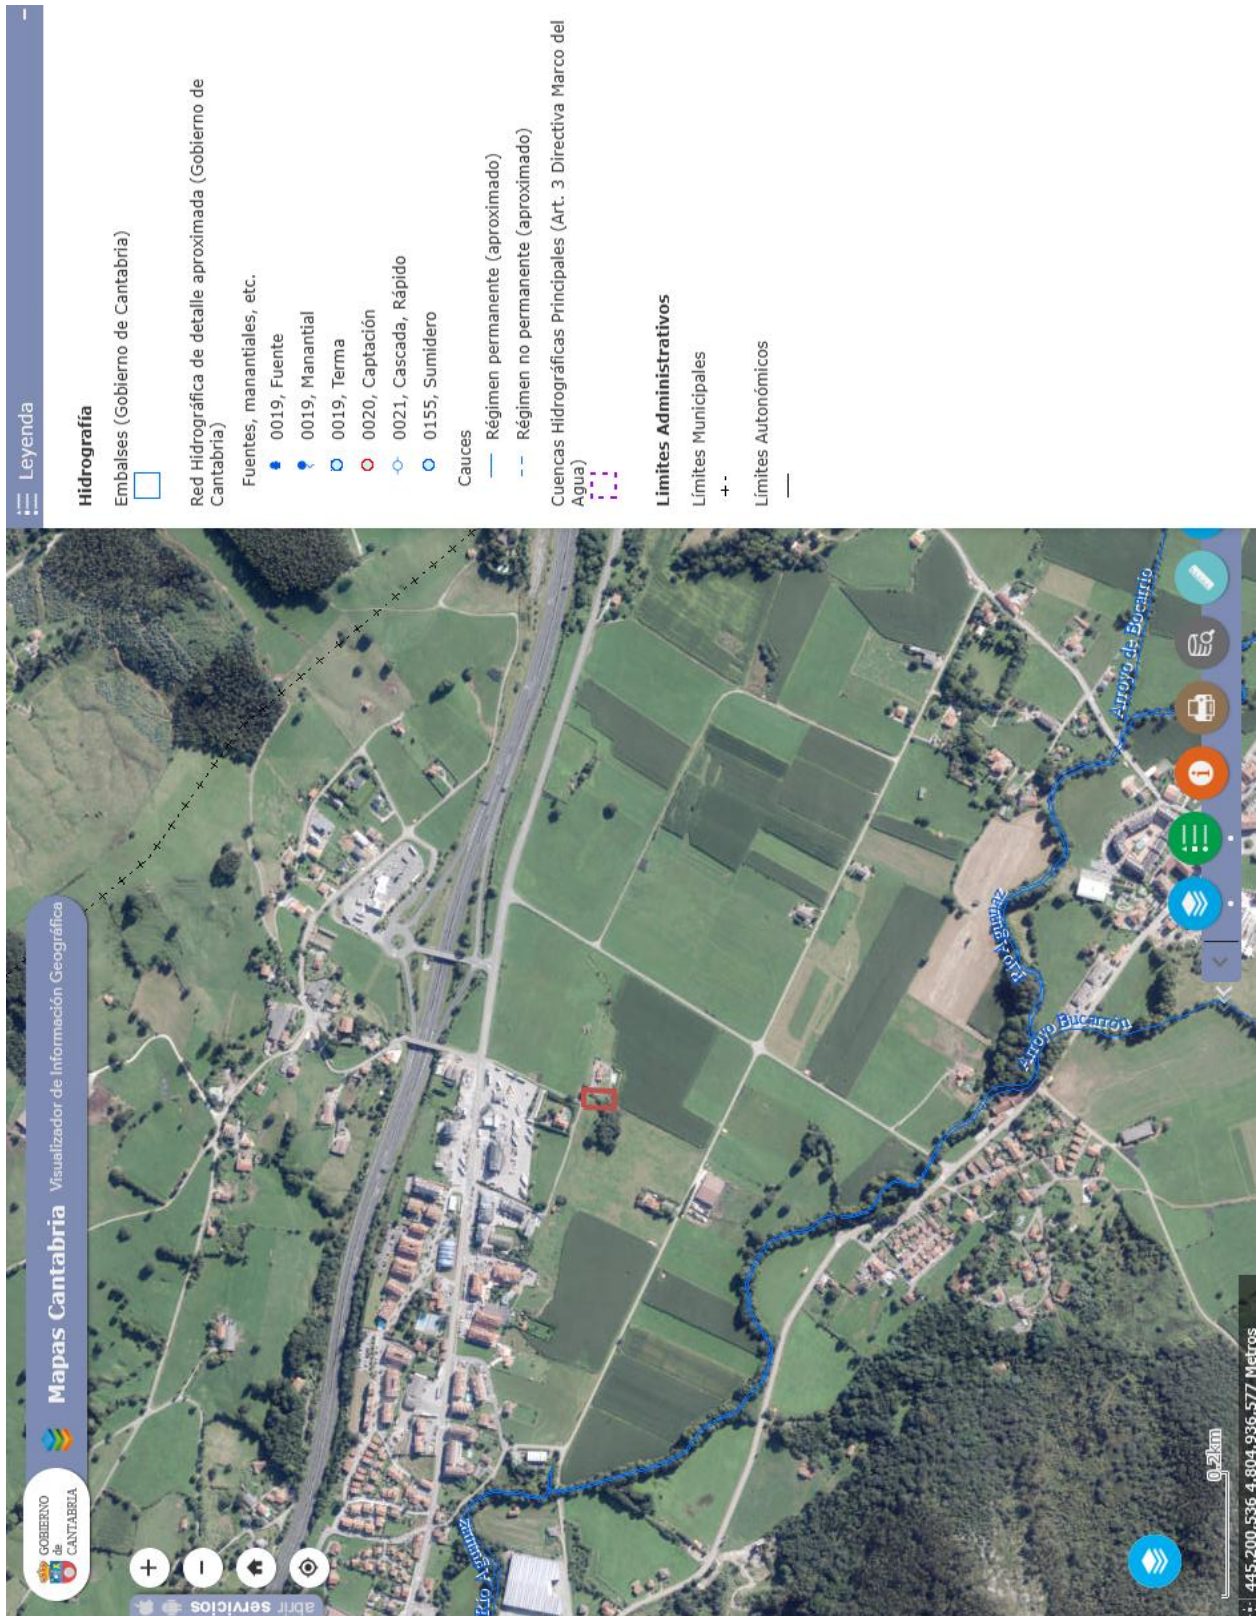 GOBIERNO
de
CANTABRIA
Mapas Cantabria Visualizador de Información Geográfica
abrir servicios
Leyenda
Hidrografía
Embalses (Gobierno de Cantabria)
Red Hidrográfica de detalle aproximada (Gobierno de
Cantabria)
Fuentes, manantiales, etc.
0019, Fuente
0019, Manantial
0019, Terma
0020, Captación
0021, Cascada, Rápido
0155, Sumidero
Cauces
Régimen permanente (aproximado)
Régimen no permanente (aproximado)
Cuencas Hidrográficas Principales (Art. 3 Directiva Marco del
Agua)
Límites Administrativos
Límites Municipales
Límites Autonómicos
Río Aguanaz
Río Aguanaz
Arroyo Bucarrón
Arroyo de Bocarrio
0.2km
445.200,536 4.804.936,577 Metros